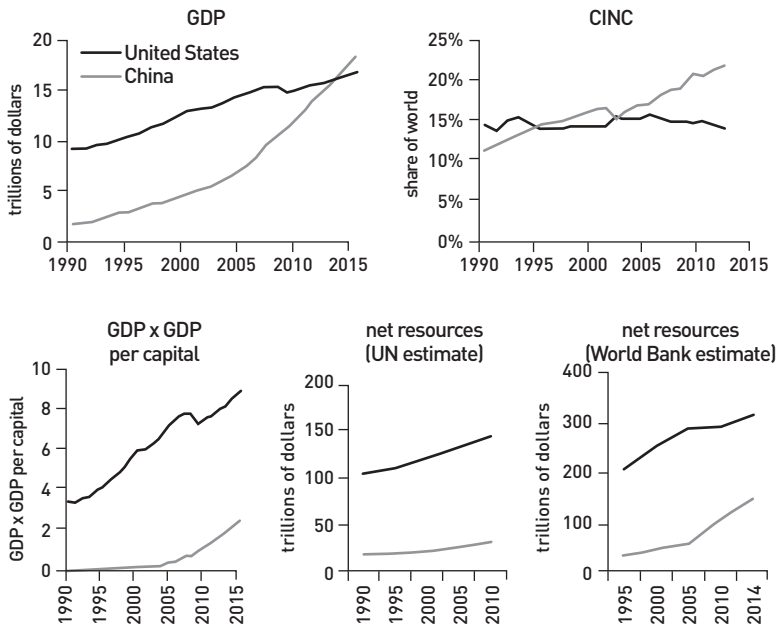 GDP
trillions of dollars
20
15
10
5
0
United States
China
1990 1995 2000 2005 2010 2015
CINC
share of world
25%
20%
15%
10%
5%
0%
1990 1995 2000 2005 2010 2015
GDP x GDP
per capital
GDP x GDP per capital
10
8
6
4
2
0
1990 1995 2000 2005 2010 2015
net resources
(UN estimate)
trillions of dollars
200
150
100
50
0
1990 1995 2000 2005 2010
net resources
(World Bank estimate)
trillions of dollars
400
300
200
100
0
1995 2000 2005 2010 2014